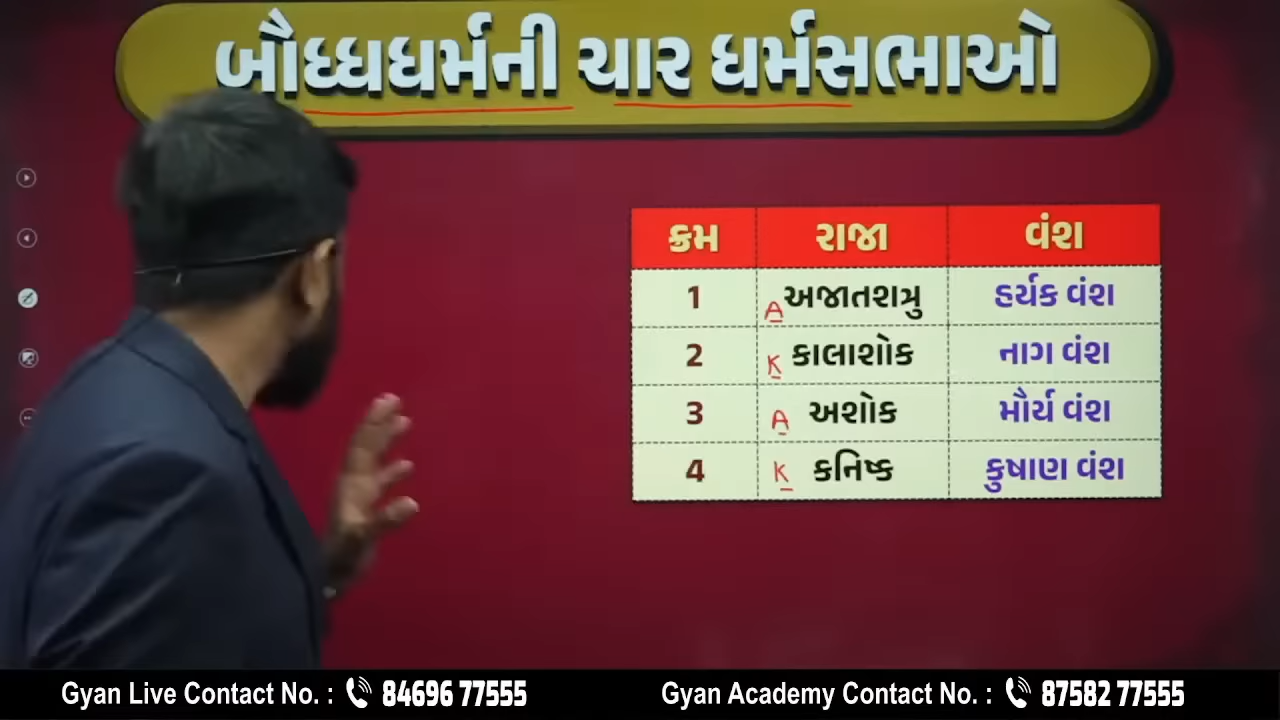 બૌધ્ધધર્મની ચાર ધર્મસભાઓ
ક્રમ રાજા વંશ
1 A અજાતશત્રુ હર્યક વંશ
2 K કાલાશોક નાગ વંશ
3 A અશોક મૌર્ય વંશ
4 K કનિષ્ક કુષાણ વંશ
Gyan Live Contact No. : 84696 77555 Gyan Academy Contact No. : 87582 77555